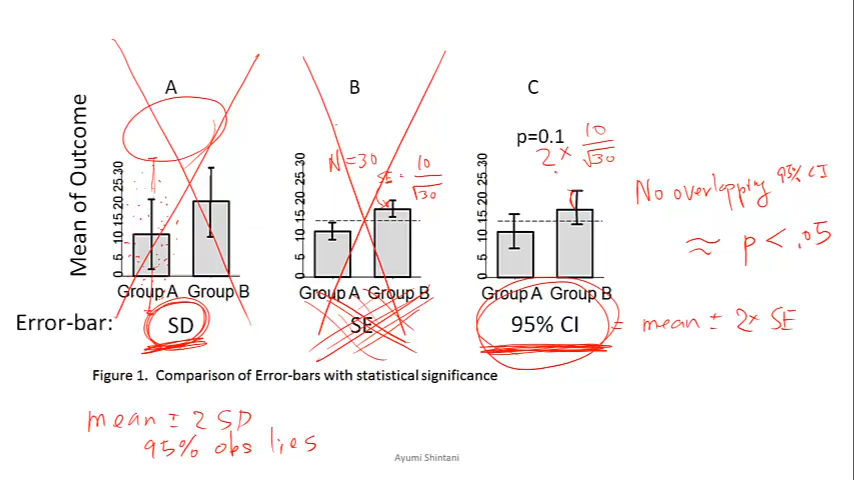 A
B
C
p=0.1
2 × 10/√30
N=30
SE = 10/√30
No overlapping 95% CI
≈ p < .05
Mean of Outcome
0 5 10 15 20 25 30
0 5 10 15 20 25 30
0 5 10 15 20 25 30
Group A Group B
Group A Group B
Group A Group B
Error-bar:
SD
SE
95% CI
= mean ± 2× SE
Figure 1. Comparison of Error-bars with statistical significance
mean ± 2 SD
95% obs lies
Ayumi Shintani